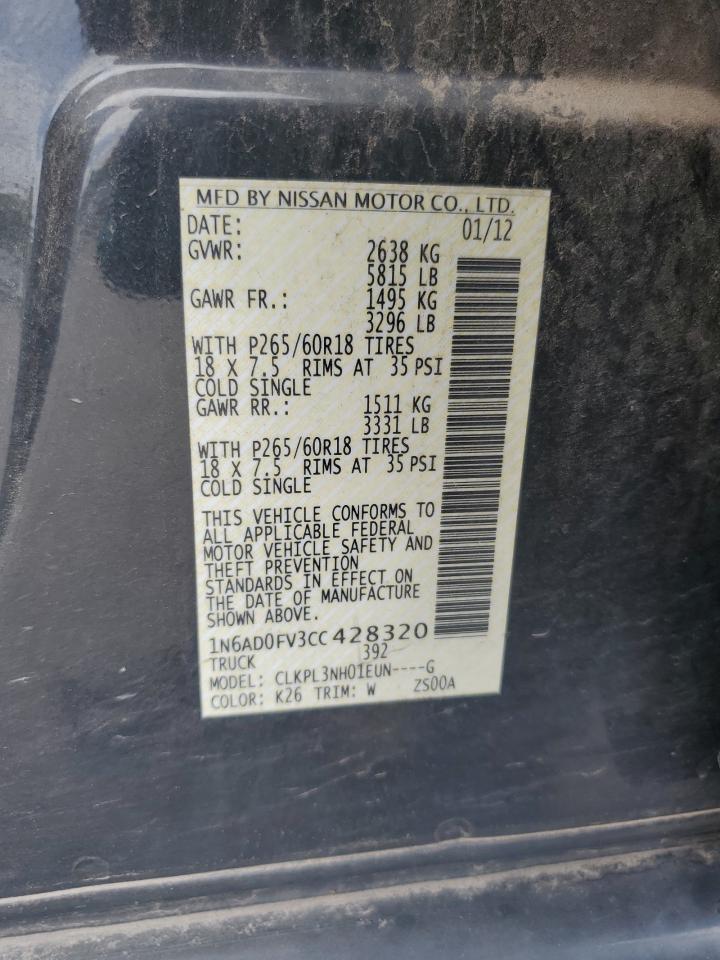 MFD BY NISSAN MOTOR CO., LTD.
DATE: 01/12
GVWR: 2638 KG
5815 LB
GAWR FR.: 1495 KG
3296 LB
WITH P265/60R18 TIRES
18 X 7.5 RIMS AT 35 PSI
COLD SINGLE
GAWR RR.: 1511 KG
3331 LB
WITH P265/60R18 TIRES
18 X 7.5 RIMS AT 35 PSI
COLD SINGLE
THIS VEHICLE CONFORMS TO
ALL APPLICABLE FEDERAL
MOTOR VEHICLE SAFETY AND
THEFT PREVENTION
STANDARDS IN EFFECT ON
THE DATE OF MANUFACTURE
SHOWN ABOVE.
1N6AD0FV3CC 428320
TRUCK 392
MODEL: CLKPL3NH01EUN----G
COLOR: K26 TRIM: W ZS00A